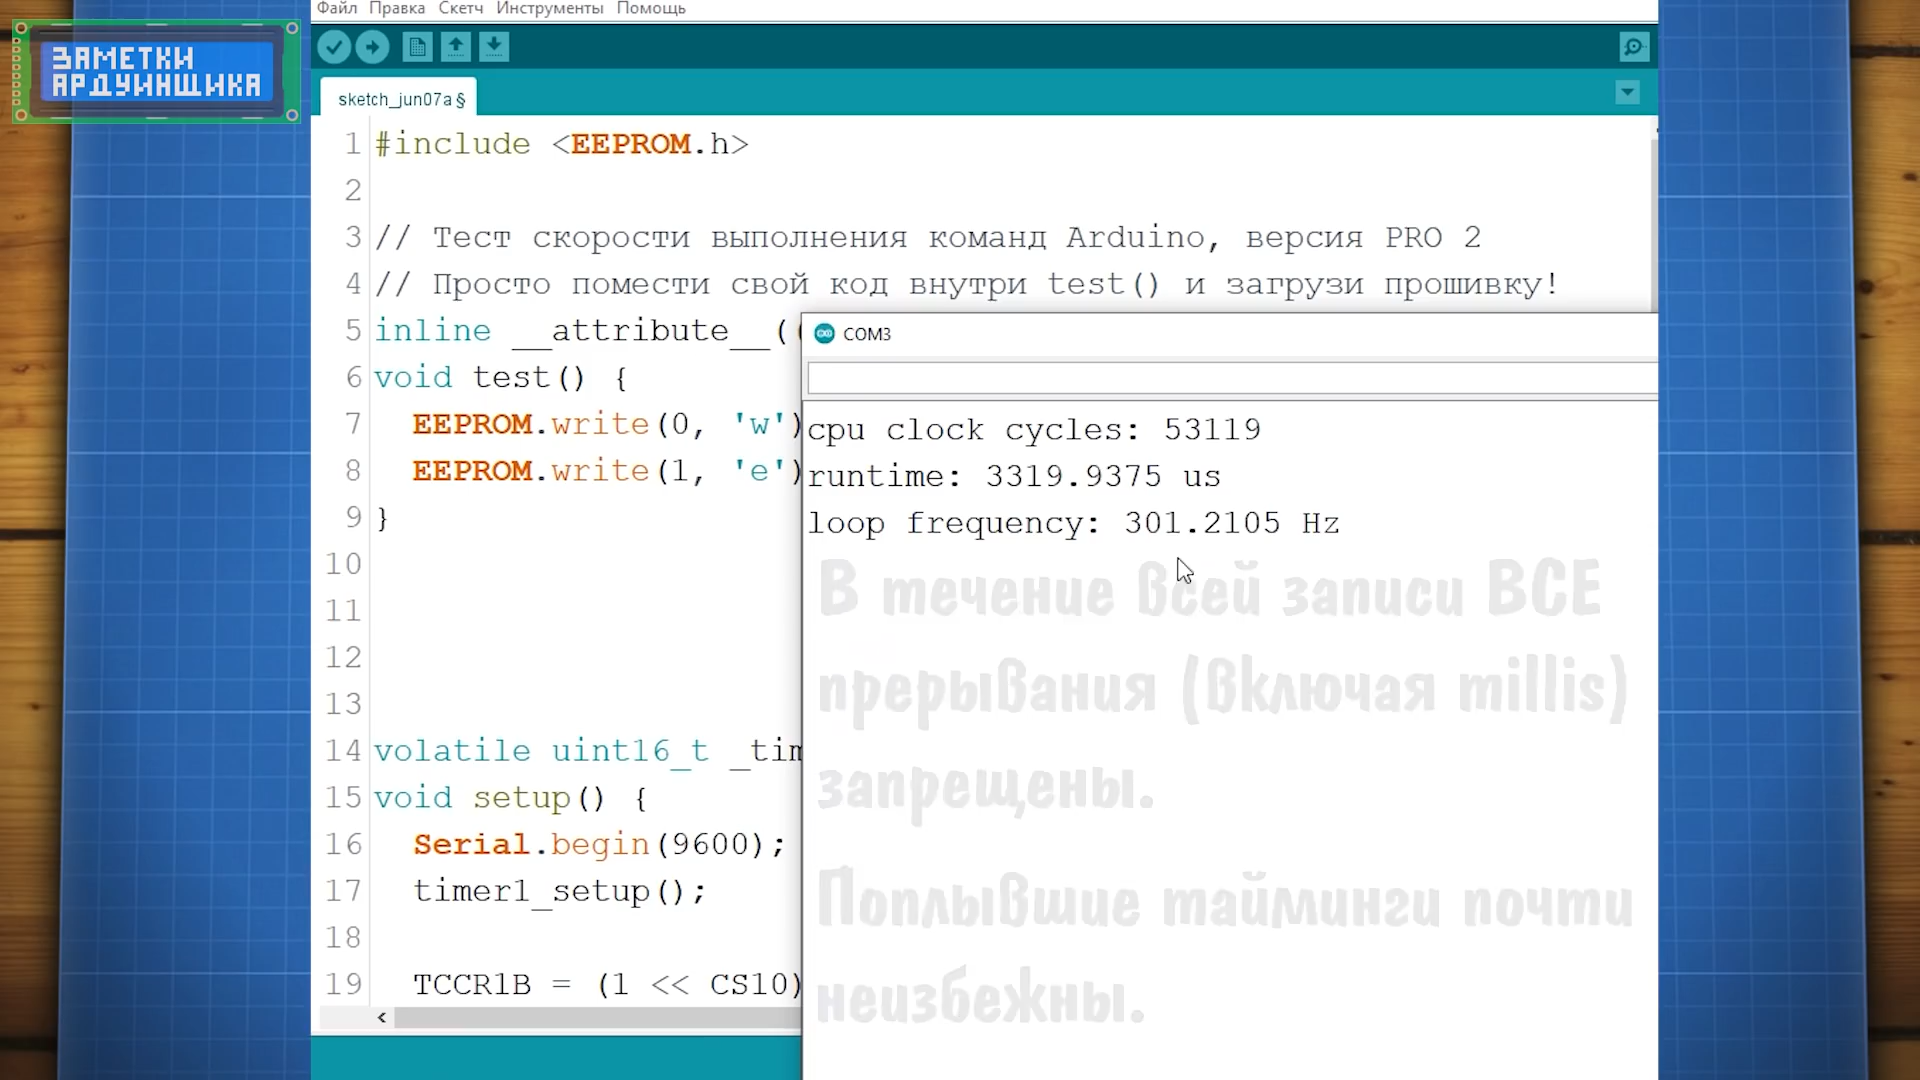 Файл Правка Скетч Инструменты Помощь
ЗАМЕТКИ
АРДУИНЩИКА
sketch_jun07a §
1 #include <EEPROM.h>
2
3 // Тест скорости выполнения команд Arduino, версия PRO 2
4 // Просто помести свой код внутри test() и загрузи прошивку!
5 inline __attribute__((
6 void test() {
7 EEPROM.write(0, 'w')
8 EEPROM.write(1, 'e')
9 }
10
11
12
13
14 volatile uint16_t _tim
15 void setup() {
16 Serial.begin(9600);
17 timer1_setup();
18
19 TCCR1B = (1 << CS10)
COM3
cpu clock cycles: 53119
runtime: 3319.9375 us
loop frequency: 301.2105 Hz
В течение всей записи ВСЕ
прерывания (включая millis)
запрещены.
Поплывшие тайминги почти
неизбежны.